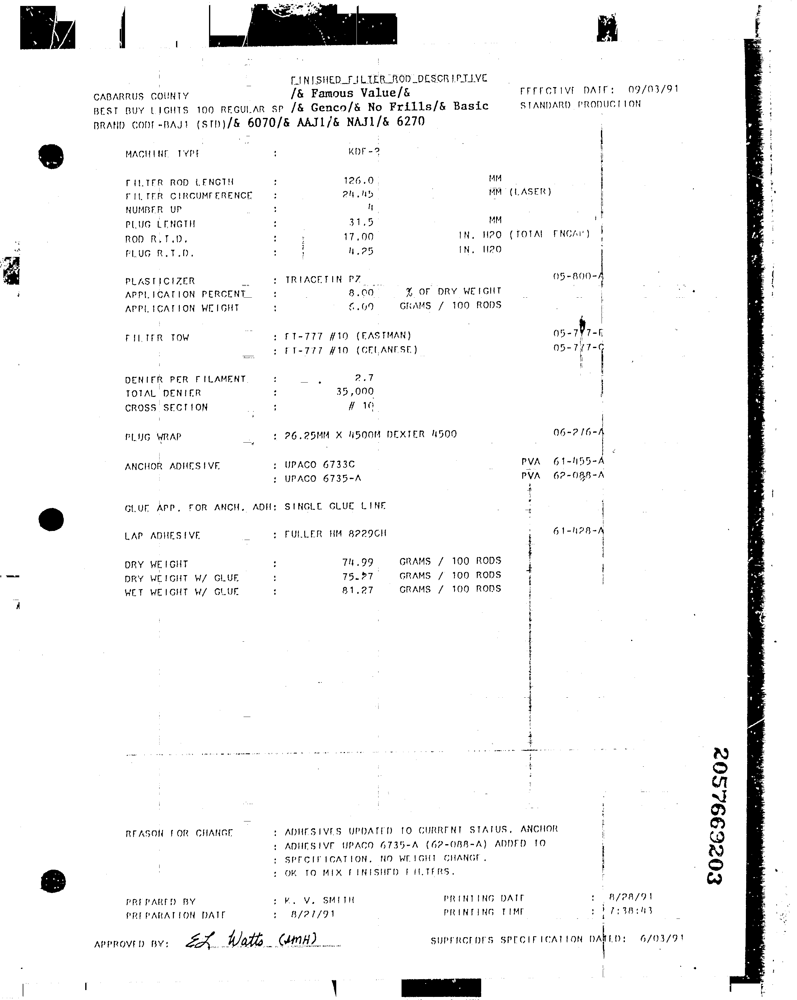 FINISHED FILTER ROD DESCRIPTIVE
CABARRUS COUNTY /& Famous Value/& EFFECTIVE DATE: 09/03/91
BEST BUY LIGHTS 100 REGULAR SP /& Genco/& No Frills/& Basic STANDARD PRODUCTION
BRAND CODE-BAJ1 (STD)/& 6070/& AAJ1/& NAJ1/& 6270
MACHINE TYPE : KDF-2
FILTER ROD LENGTH : 126.0 MM
FILTER CIRCUMFERENCE : 24.45 MM (LASER)
NUMBER UP : 4
PLUG LENGTH : 31.5 MM
ROD R.T.D. : 17.00 IN. H2O (TOTAL ENCAP)
PLUG R.T.D. : 4.25 IN. H2O
PLASTICIZER : TRIACETIN PZ 05-800-A
APPLICATION PERCENT : 8.00 % OF DRY WEIGHT
APPLICATION WEIGHT : 6.00 GRAMS / 100 RODS
FILTER TOW : FT-777 #10 (EASTMAN) 05-777-E
: FT-777 #10 (CELANESE) 05-777-C
DENIER PER FILAMENT : 2.7
TOTAL DENIER : 35,000
CROSS SECTION : # 10
PLUG WRAP : 26.25MM X 4500M DEXTER 4500 06-276-A
ANCHOR ADHESIVE : UPACO 6733C PVA 61-455-A
: UPACO 6735-A PVA 62-088-A
GLUE APP. FOR ANCH. ADH: SINGLE GLUE LINE
LAP ADHESIVE : FULLER HM 8229CH 61-428-A
DRY WEIGHT : 74.99 GRAMS / 100 RODS
DRY WEIGHT W/ GLUE : 75.27 GRAMS / 100 RODS
WET WEIGHT W/ GLUE : 81.27 GRAMS / 100 RODS
2057669203
REASON FOR CHANGE : ADHESIVES UPDATED TO CURRENT STATUS. ANCHOR
: ADHESIVE UPACO 6735-A (62-088-A) ADDED TO
: SPECIFICATION. NO WEIGHT CHANGE.
: OK TO MIX FINISHED FILTERS.
PREPARED BY : K. V. SMITH PRINTING DATE : 8/28/91
PREPARATION DATE : 8/27/91 PRINTING TIME : 7:38:43
APPROVED BY: EL Watts (JMH) SUPERCEDES SPECIFICATION DATED: 6/03/91